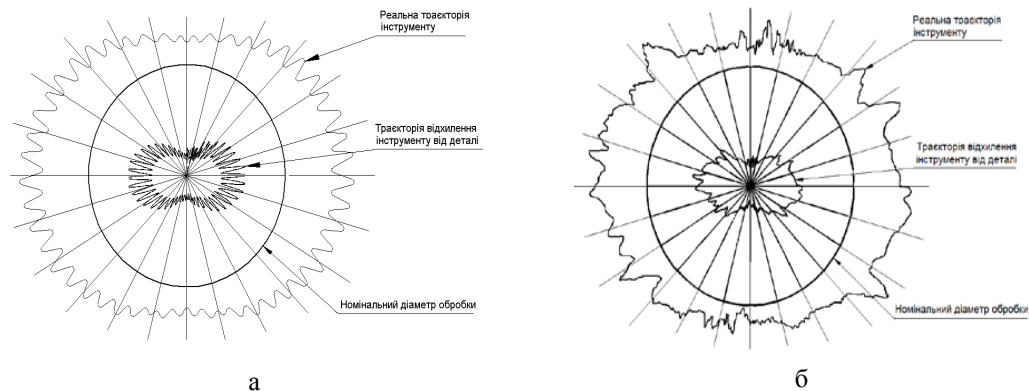 Реальна траєкторія
інструменту
Траєкторія відхилення
інструменту від деталі
Номінальний діаметр обробки
а
Реальна траєкторія
інструменту
Траєкторія відхилення
інструменту від деталі
Номінальний діаметр обробки
б